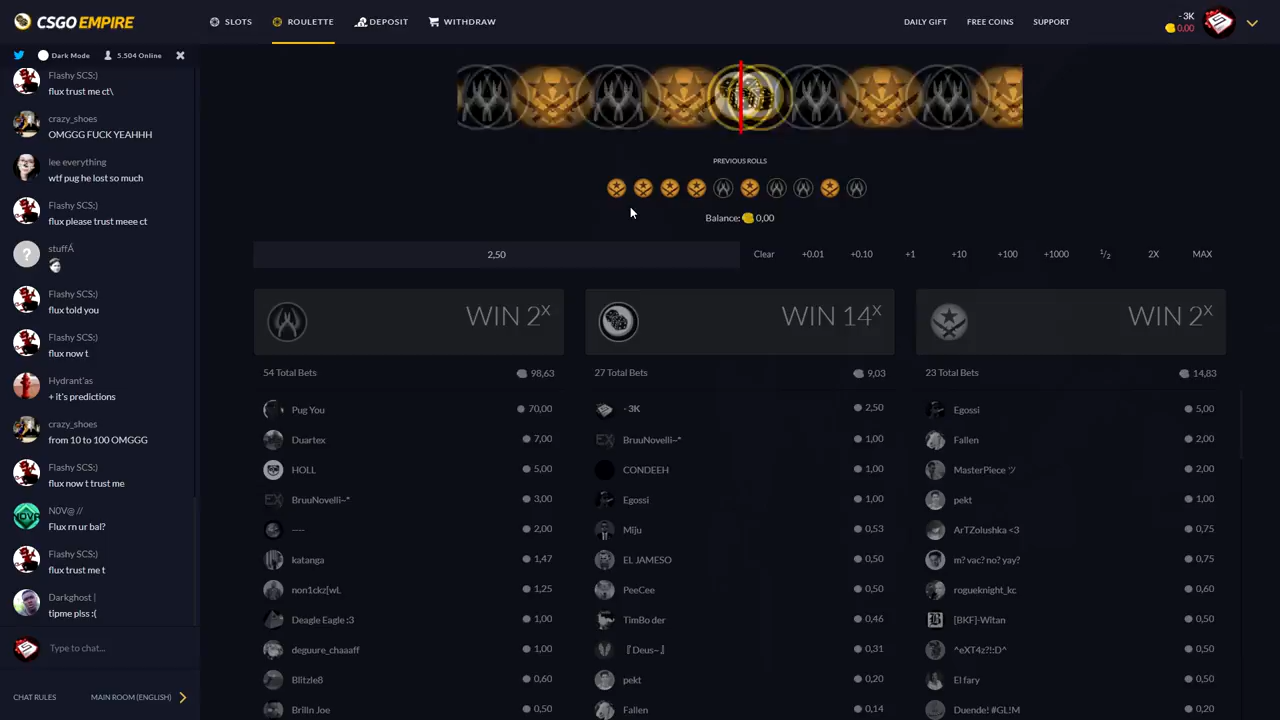 CSGOEMPIRE
SLOTS
ROULETTE
DEPOSIT
WITHDRAW
DAILY GIFT
FREE COINS
SUPPORT
- 3K
0.00
Dark Mode
5.504 Online
Flashy SCS:)
flux trust me ct\
crazy_shoes
OMGGG FUCK YEAHHH
lee everything
wtf pug he lost so much
Flashy SCS:)
flux please trust meee ct
stuffÁ
Flashy SCS:)
flux told you
Flashy SCS:)
flux now t
Hydrant'as
+ it's predictions
crazy_shoes
from 10 to 100 OMGGG
Flashy SCS:)
flux now t trust me
N0V@ //
Flux rn ur bal?
Flashy SCS:)
flux trust me t
Darkghost |
tipme plss :(
Type to chat...
CHAT RULES
MAIN ROOM (ENGLISH)
PREVIOUS ROLLS
Balance: 0,00
2,50
Clear
+0.01
+0.10
+1
+10
+100
+1000
1/2
2X
MAX
WIN 2X
54 Total Bets
98,63
Pug You 70,00
Duartex 7,00
HOLL 5,00
BruuNovelli~* 3,00
---- 2,00
katanga 1,47
non1ckz[wL 1,25
Deagle Eagle :3 1,00
deguure_chaaaff 1,00
Blitzle8 0,60
Brilln Joe 0,50
WIN 14X
27 Total Bets
9,03
- 3K 2,50
BruuNovelli~* 1,00
CONDEEH 1,00
Egossi 1,00
Miju 0,53
EL JAMESO 0,50
PeeCee 0,50
TimBo der 0,46
『Deus~』 0,31
pekt 0,20
Fallen 0,14
WIN 2X
23 Total Bets
14,83
Egossi 5,00
Fallen 2,00
MasterPiece ツ 2,00
pekt 1,00
ArTZolushka <3 0,75
m? vac? no? yay? 0,75
rogueknight_kc 0,60
[BKF]-Witan 0,50
^eXT4z?!:D^ 0,50
El fary 0,50
Duende! #GL!M 0,20